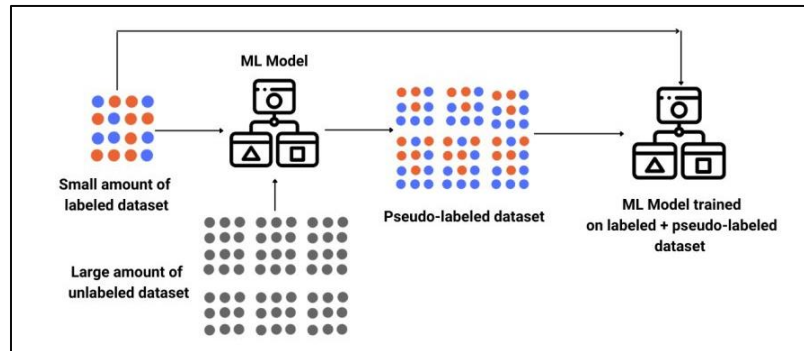 ML Model
Small amount of
labeled dataset
Large amount of
unlabeled dataset
Pseudo-labeled dataset
ML Model trained
on labeled + pseudo-labeled
dataset